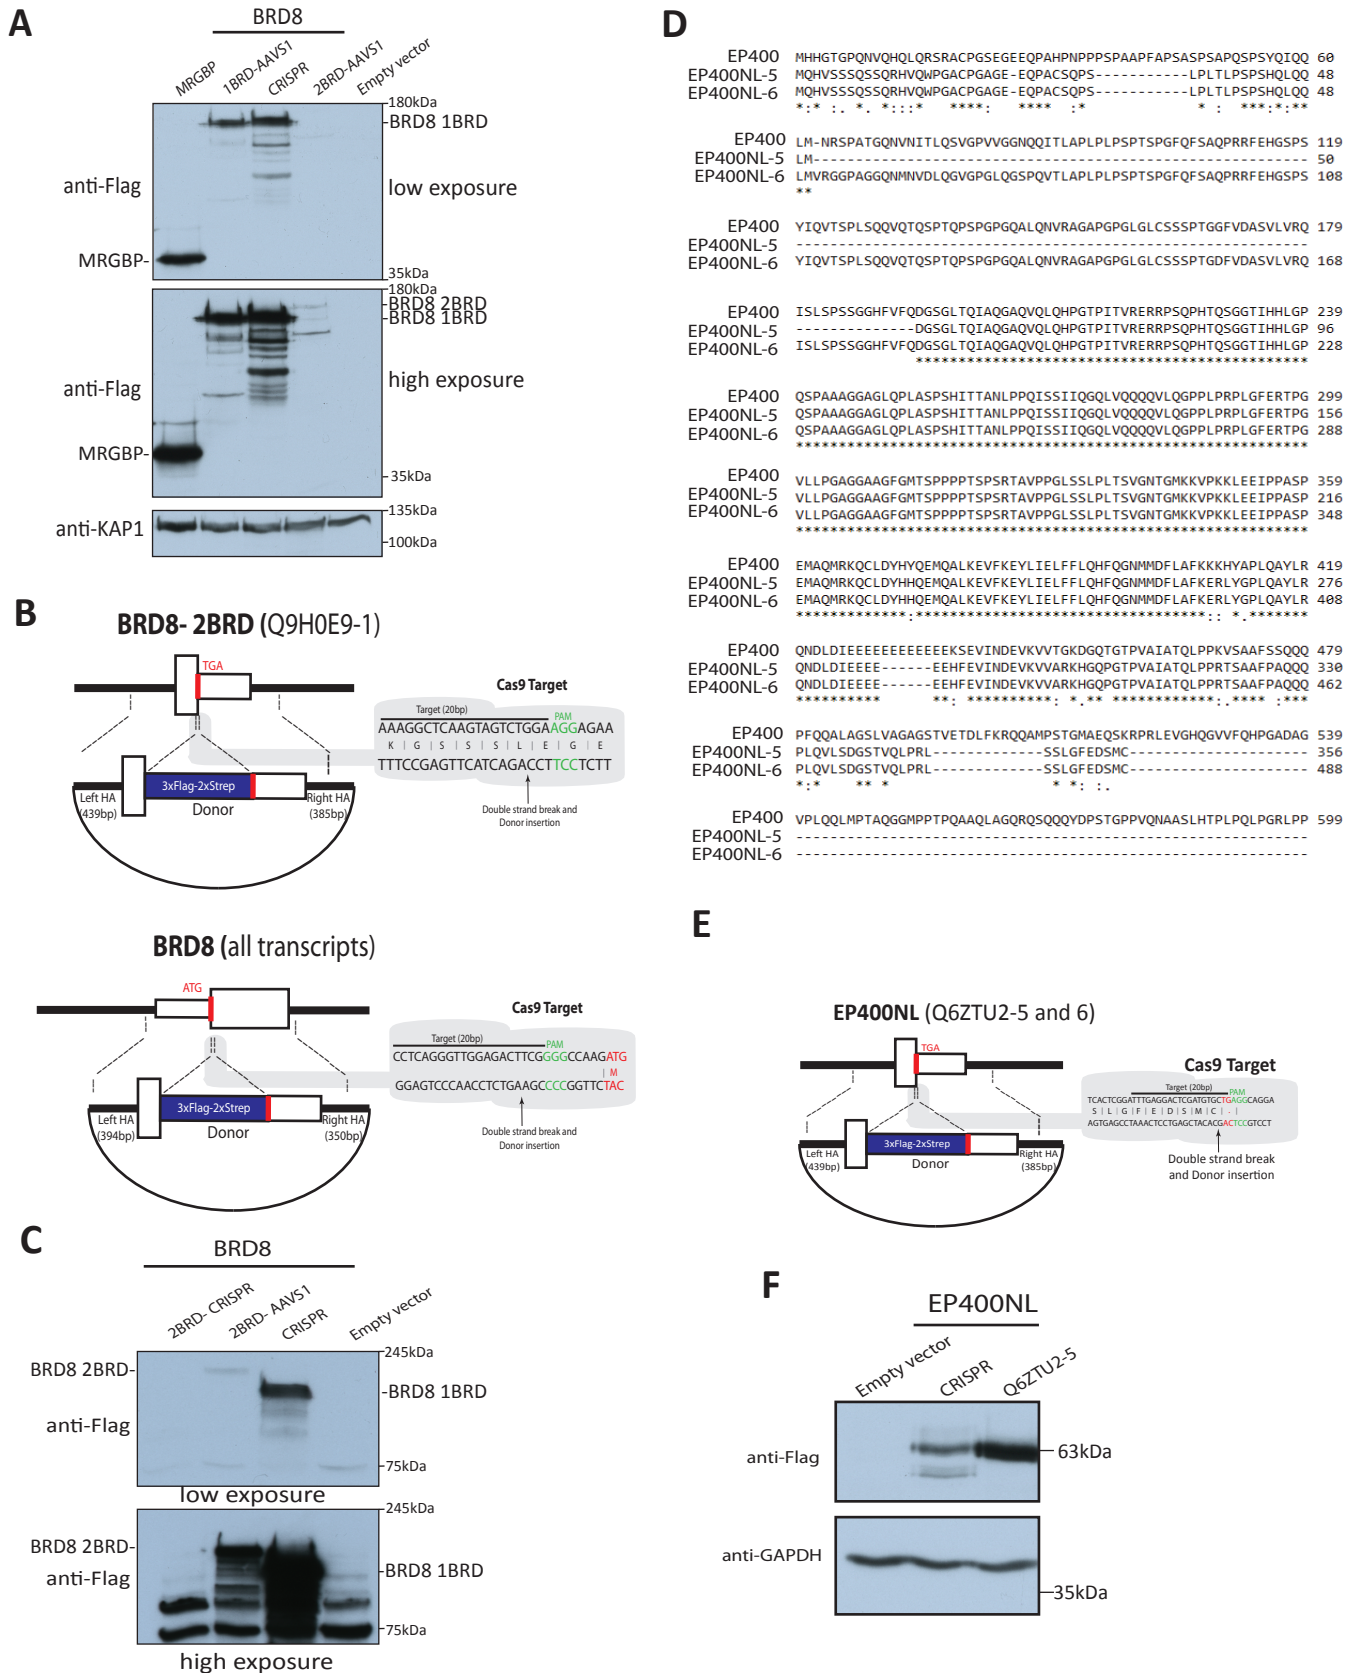 A
BRD8
MRGBP
1BRD-AAVS1
CRISPR
2BRD-AAVS1
Empty vector
180kDa
BRD8 1BRD
anti-Flag
low exposure
MRGBP-
35kDa
180kDa
BRD8 2BRD
BRD8 1BRD
anti-Flag
high exposure
MRGBP-
35kDa
anti-KAP1
135kDa
100kDa
B
BRD8- 2BRD (Q9H0E9-1)
TGA
Cas9 Target
Target (20bp)
PAM
AAAGGCTCAAGTAGTCTGGAAGGAGAA
K | G | S | S | S | L | E | G | E
TTTCCGAGTTCATCAGACCTTCCTCTT
3xFlag-2xStrep
Left HA
(439bp)
Donor
Right HA
(385bp)
Double strand break and
Donor insertion
BRD8 (all transcripts)
ATG
Cas9 Target
Target (20bp)
PAM
CCTCAGGGTTGGAGACTTCGGGGCCAAGATG
| M
GGAGTCCCAACCTCTGAAGCCCCGGTTCTAC
3xFlag-2xStrep
Left HA
(394bp)
Donor
Right HA
(350bp)
Double strand break and
Donor insertion
C
BRD8
2BRD- CRISPR
2BRD- AAVS1
CRISPR
Empty vector
245kDa
BRD8 2BRD-
-BRD8 1BRD
anti-Flag
75kDa
low exposure
245kDa
BRD8 2BRD-
anti-Flag
-BRD8 1BRD
75kDa
high exposure
D
EP400 MHHGTGPQNVQHQLQRSRACPGSEGEEQPAHPNPPPSPAAPFAPSASPSAPQSPSYQIQQ 60
EP400NL-5 MQHVSSSQSSQRHVQWPGACPGAGE-EQPACSQPS-----------LPLTLPSPSHQLQQ 48
EP400NL-6 MQHVSSSQSSQRHVQWPGACPGAGE-EQPACSQPS-----------LPLTLPSPSHQLQQ 48
*:* :. *. *:::* ****: *** :* * *: ***:*:**
EP400 LM-NRSPATGQNVNITLQSVGPVVGGNQQITLAPLPLPSPTSPGFQFSAQPRRFEHGSPS 119
EP400NL-5 LM---------------------------------------------------------- 50
EP400NL-6 LMVRGGPAGGQNMNVDLQGVGPGLQGSPQVTLAPLPLPSPTSPGFQFSAQPRRFEHGSPS 108
**
EP400 YIQVTSPLSQQVQTQSPTQPSPGPGQALQNVRAGAPGPGLGLCSSSPTGGFVDASVLVRQ 179
EP400NL-5 ------------------------------------------------------------
EP400NL-6 YIQVTSPLSQQVQTQSPTQPSPGPGQALQNVRAGAPGPGLGLCSSSPTGDFVDASVLVRQ 168
EP400 ISLSPSSGGHFVFQDGSGLTQIAQGAQVQLQHPGTPITVRERRPSQPHTQSGGTIHHLGP 239
EP400NL-5 --------------DGSGLTQIAQGAQVQLQHPGTPITVRERRPSQPHTQSGGTIHHLGP 96
EP400NL-6 ISLSPSSGGHFVFQDGSGLTQIAQGAQVQLQHPGTPITVRERRPSQPHTQSGGTIHHLGP 228
**********************************************
EP400 QSPAAAGGAGLQPLASPSHITTANLPPQISSIIQGQLVQQQQVLQGPPLPRPLGFERTPG 299
EP400NL-5 QSPAAAGGAGLQPLASPSHITTANLPPQISSIIQGQLVQQQQVLQGPPLPRPLGFERTPG 156
EP400NL-6 QSPAAAGGAGLQPLASPSHITTANLPPQISSIIQGQLVQQQQVLQGPPLPRPLGFERTPG 288
************************************************************
EP400 VLLPGAGGAAGFGMTSPPPPTSPSRTAVPPGLSSLPLTSVGNTGMKKVPKKLEEIPPASP 359
EP400NL-5 VLLPGAGGAAGFGMTSPPPPTSPSRTAVPPGLSSLPLTSVGNTGMKKVPKKLEEIPPASP 216
EP400NL-6 VLLPGAGGAAGFGMTSPPPPTSPSRTAVPPGLSSLPLTSVGNTGMKKVPKKLEEIPPASP 348
************************************************************
EP400 EMAQMRKQCLDYHYQEMQALKEVFKEYLIELFFLQHFQGNMMDFLAFKKKHYAPLQAYLR 419
EP400NL-5 EMAQMRKQCLDYHHQEMQALKEVFKEYLIELFFLQHFQGNMMDFLAFKERLYGPLQAYLR 276
EP400NL-6 EMAQMRKQCLDYHHQEMQALKEVFKEYLIELFFLQHFQGNMMDFLAFKERLYGPLQAYLR 408
*************:**********************************:: *.*******
EP400 QNDLDIEEEEEEEEEEEKSEVINDEVKVVTGKDGQTGTPVAIATQLPPKVSAAFSSQQQ 479
EP400NL-5 QNDLDIEEEE------EEHFEVINDEVKVVARKHGQPGTPVAIATQLPPRTSAAFPAQQQ 330
EP400NL-6 QNDLDIEEEE------EEHFEVINDEVKVVARKHGQPGTPVAIATQLPPRTSAAFPAQQQ 462
********** ** **********: *.** ************:.**** :***
EP400 PFQQALAGSLVAGAGSTVETDLFKRQQAMPSTGMAEQSKRPRLEVGHQGVVFQHPGADAG 539
EP400NL-5 PLQVLSDGSTVQLPRL-------------SSLGFEDSMC--------------------- 356
EP400NL-6 PLQVLSDGSTVQLPRL-------------SSLGFEDSMC--------------------- 488
*:* ** * * *: :.
EP400 VPLQQLMPTAQGGMPPTPQAAQLAGQRQSQQQYDPSTGPPVQNAASLHTPLPQLPGRLPP 599
EP400NL-5 ------------------------------------------------------------
EP400NL-6 ------------------------------------------------------------
E
EP400NL (Q6ZTU2-5 and 6)
TGA
Cas9 Target
Target (20bp)
PAM
TCACTCGGATTTGAGGACTCGATGTGCTGAGGCAGGA
S | L | G | F | E | D | S | M | C | . |
AGTGAGCCTAAACTCCTGAGCTACACGACTCCGTCCT
3xFlag-2xStrep
Left HA
(439bp)
Donor
Right HA
(385bp)
Double strand break
and Donor insertion
F
EP400NL
Empty vector
CRISPR
Q6ZTU2-5
anti-Flag
63kDa
anti-GAPDH
35kDa